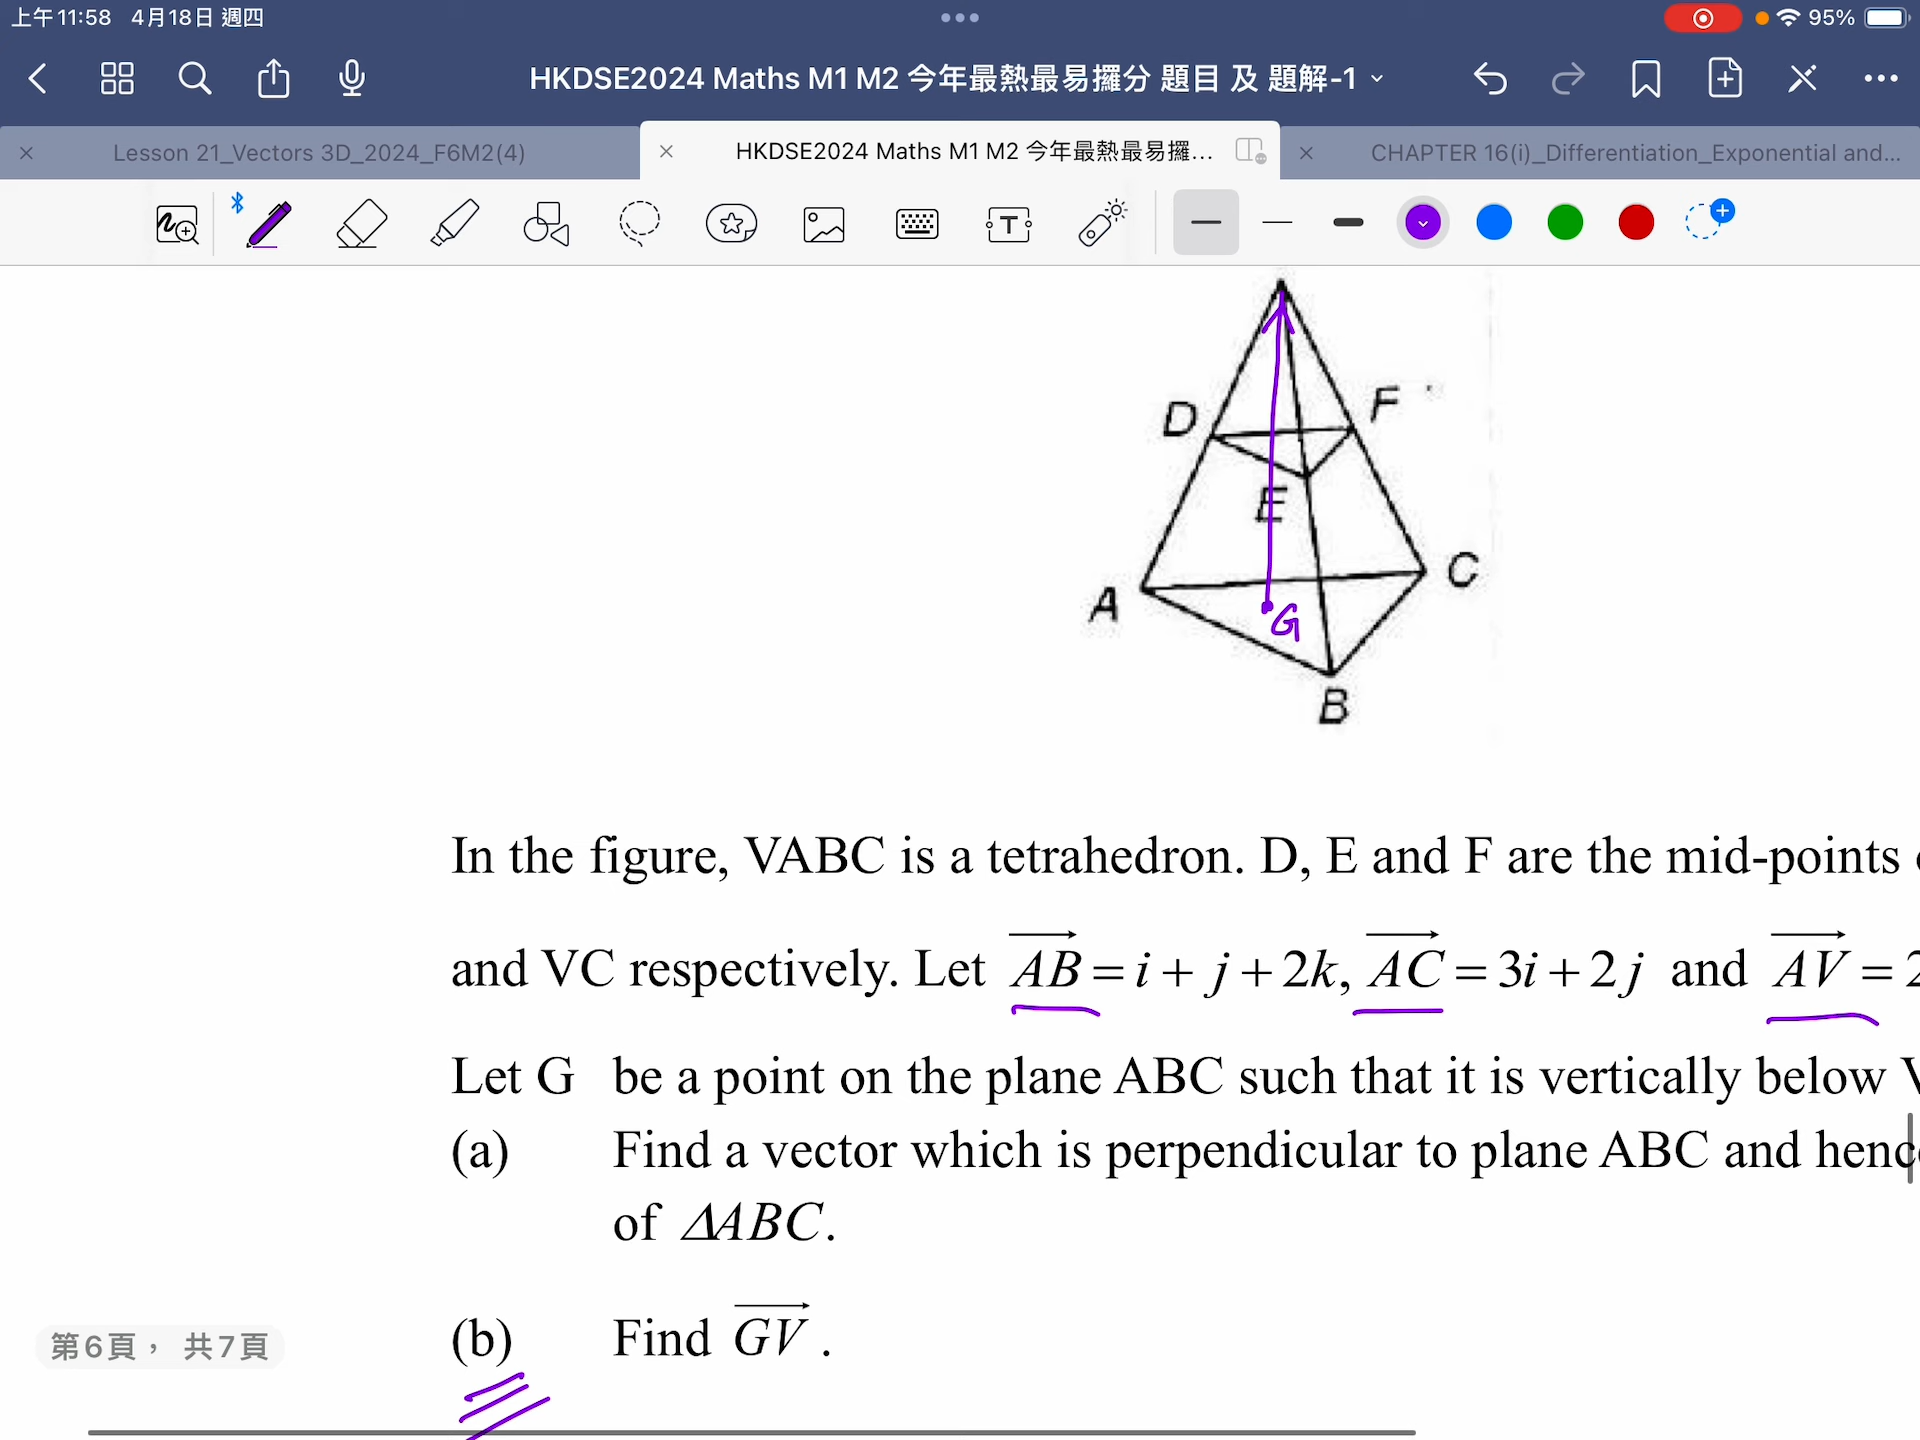 上午11:58 4月18日 週四
95%
HKDSE2024 Maths M1 M2 今年最熱最易攞分 題目 及 題解-1
Lesson 21_Vectors 3D_2024_F6M2(4)
HKDSE2024 Maths M1 M2 今年最熱最易攞...
CHAPTER 16(i)_Differentiation_Exponential and...
T
D
F
E
A
C
G
B
In the figure, VABC is a tetrahedron. D, E and F are the mid-points
and VC respectively. Let AB = i + j + 2k, AC = 3i + 2j and AV = 2
Let G be a point on the plane ABC such that it is vertically below V
(a) Find a vector which is perpendicular to plane ABC and henc
of ΔABC.
(b) Find GV.
第6頁， 共7頁